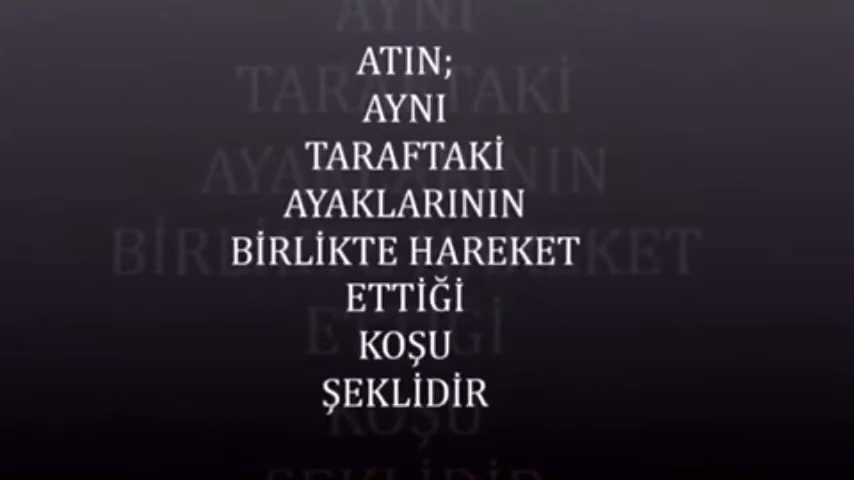 ATIN;
AYNI
TARAFTAKİ
AYAKLARININ
BİRLİKTE HAREKET
ETTİĞİ
KOŞU
ŞEKLİDİR